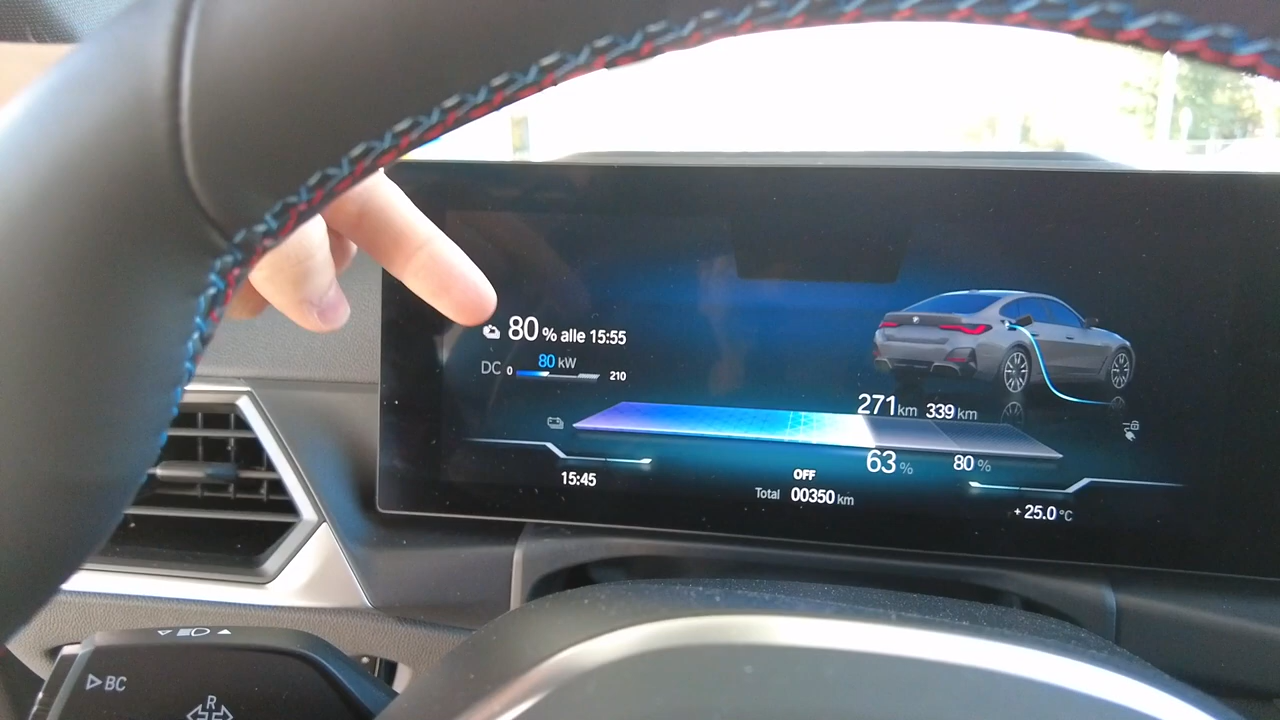 80 % alle 15:55
80 kW
DC 0 210
271 km 339 km
63 % 80 %
15:45
OFF
Total 00350 km
+ 25.0 °C
BC
R